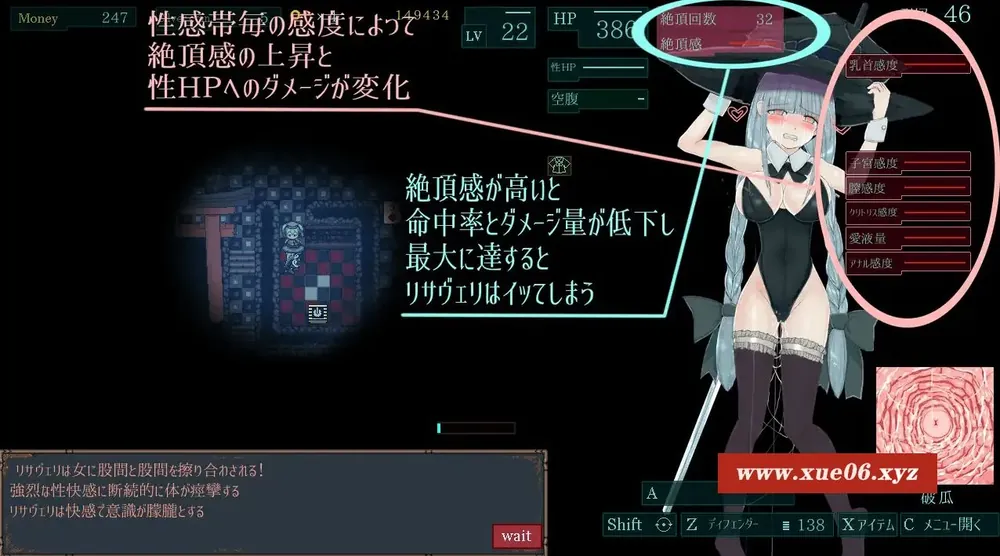 Money 247
149434
LV 22
HP 386
46
性HP
空腹
絶頂回数 32
絶頂感
乳首感度
子宮感度
膣感度
クリトリス感度
愛液量
アナル感度
性感帯毎の感度によって
絶頂感の上昇と
性HPへのダメージが変化
絶頂感が高いと
命中率とダメージ量が低下し
最大に達すると
リサヴェリはイッてしまう
リサヴェリは女に股間と股間を擦り合わされる!
強烈な性快感に断続的に体が痙攣する
リサヴェリは快感で意識が朦朧とする
wait
www.xue06.xyz
破瓜
A
Shift
Z ディフェンダー 138
X アイテム
C メニュー開く